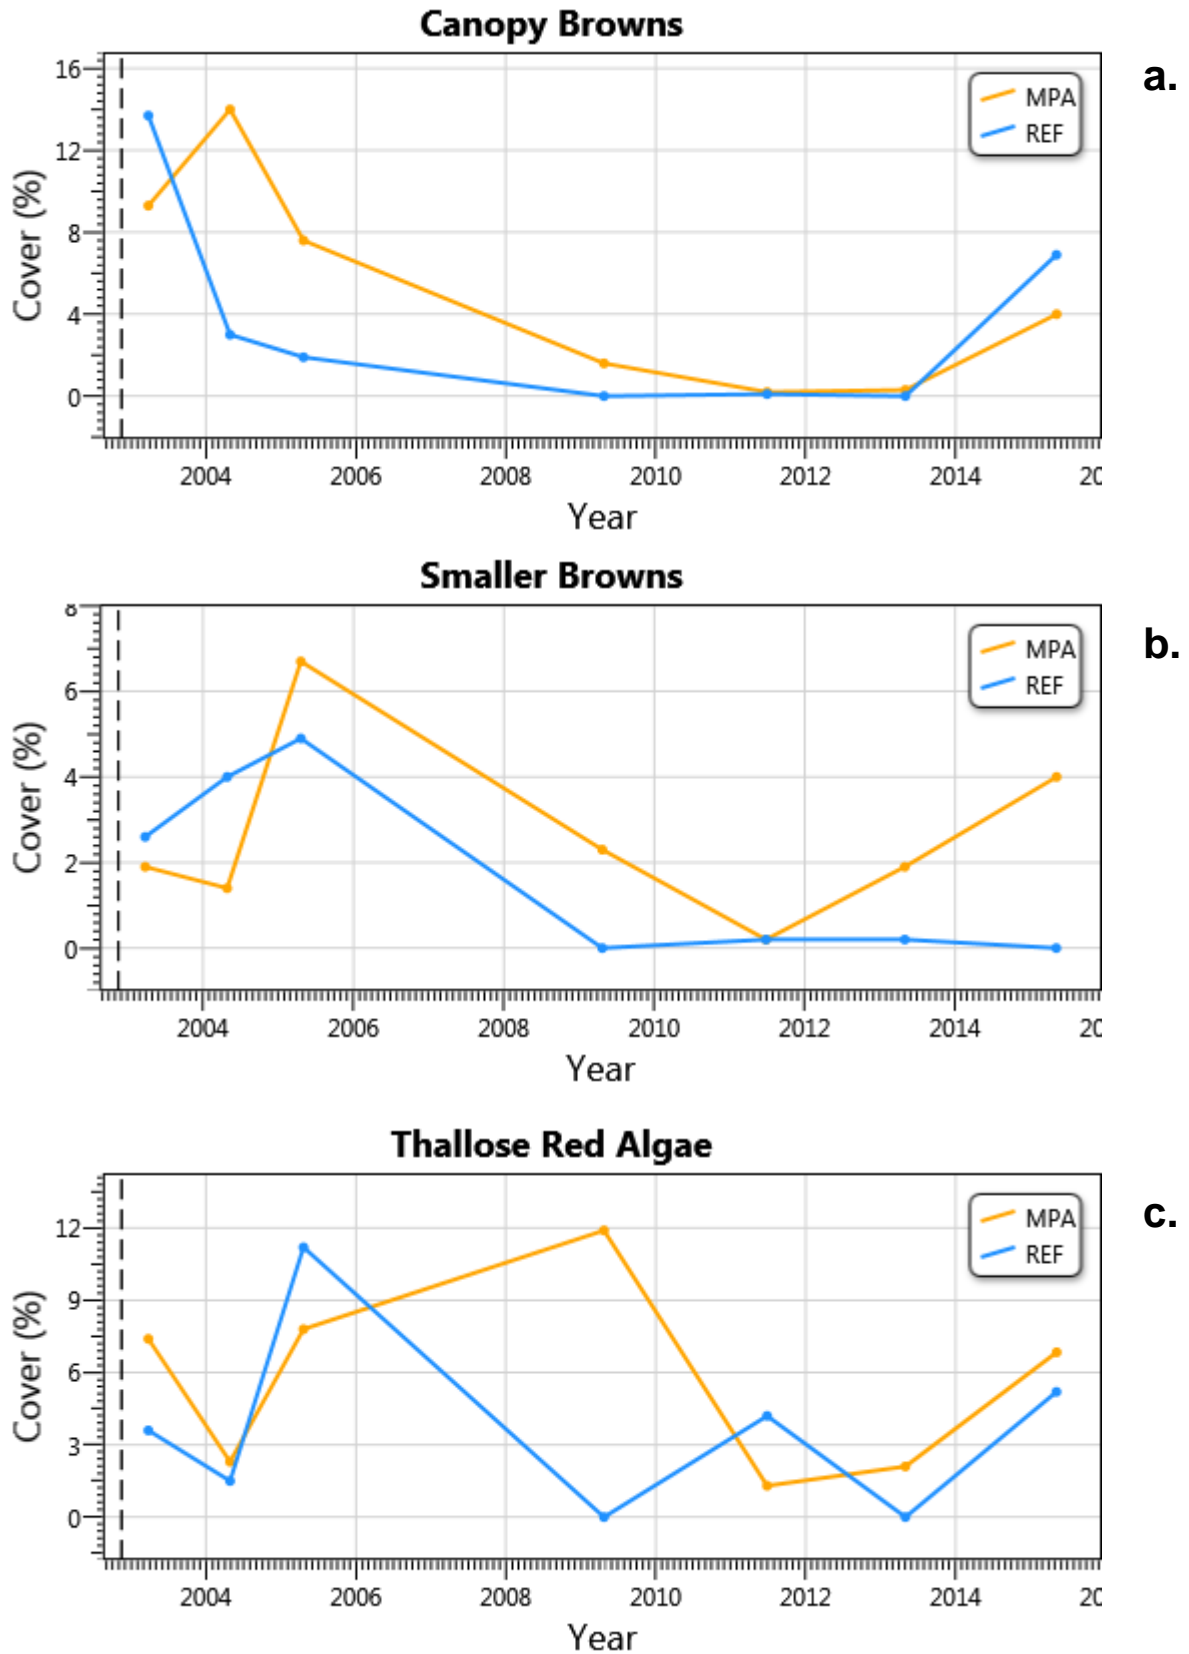 Canopy Browns
a.
16
12
8
4
0
Cover (%)
MPA
REF
2004 2006 2008 2010 2012 2014 20
Year
Smaller Browns
b.
8
6
4
2
0
Cover (%)
MPA
REF
2004 2006 2008 2010 2012 2014 20
Year
Thallose Red Algae
c.
12
9
6
3
0
Cover (%)
MPA
REF
2004 2006 2008 2010 2012 2014 20
Year